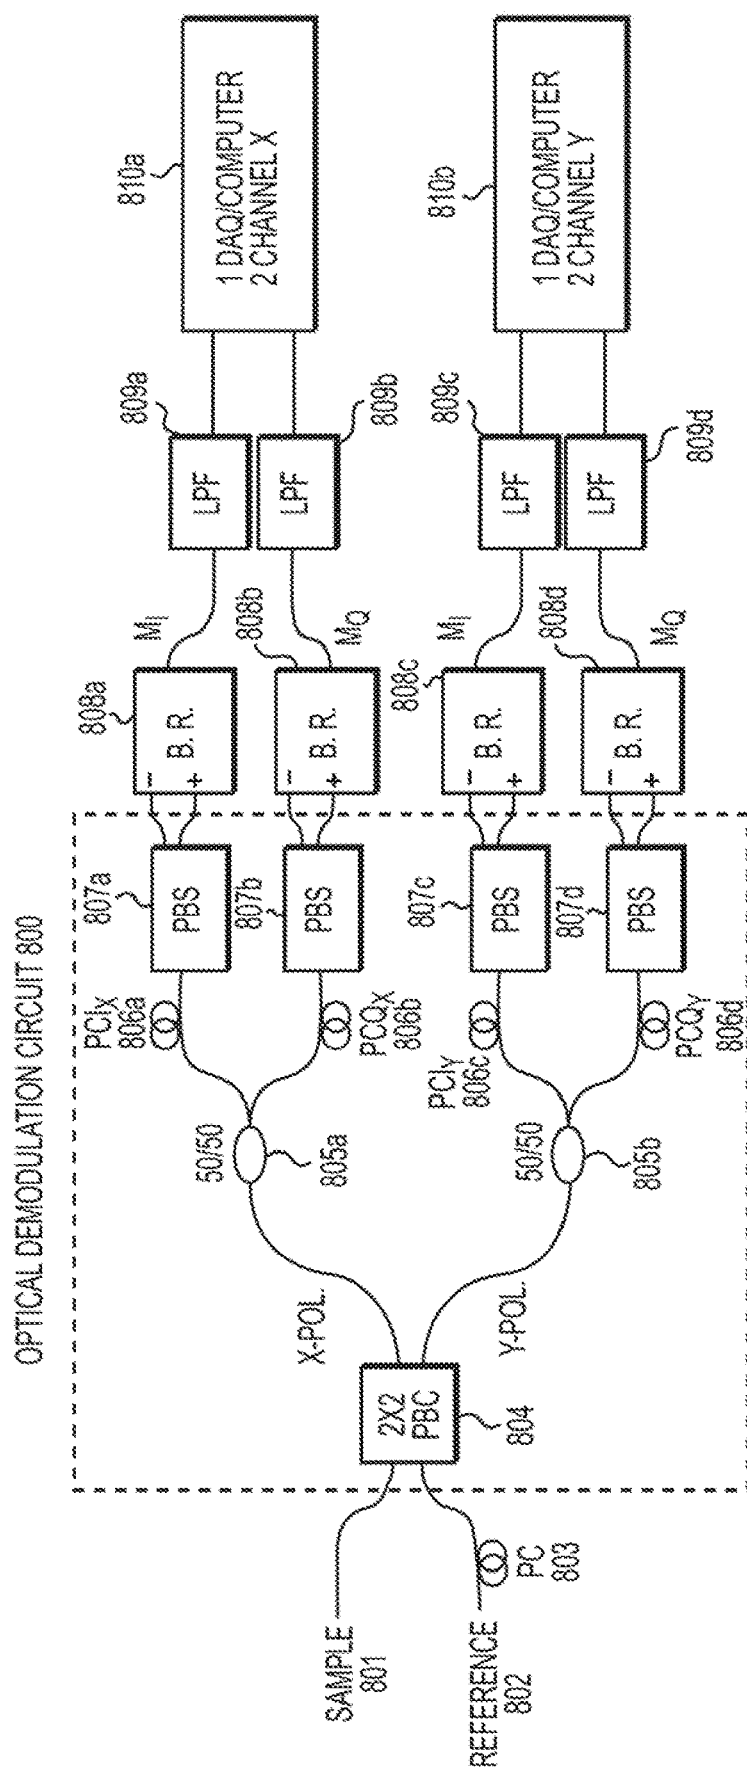 OPTICAL DEMODULATION CIRCUIT 800
SAMPLE
801
REFERENCE
802
PC
803
2X2
PBC
804
X-POL.
Y-POL.
50/50
805a
50/50
805b
PCIX
806a
PCQX
806b
PCIY
806c
PCQY
806d
807a
PBS
807b
PBS
807c
PBS
807d
PBS
808a
- +
B. R.
808b
- +
B. R.
808c
- +
B. R.
808d
- +
B. R.
MI
MQ
MI
MQ
809a
LPF
809b
LPF
809c
LPF
809d
LPF
810a
1 DAQ/COMPUTER
2 CHANNEL X
810b
1 DAQ/COMPUTER
2 CHANNEL Y